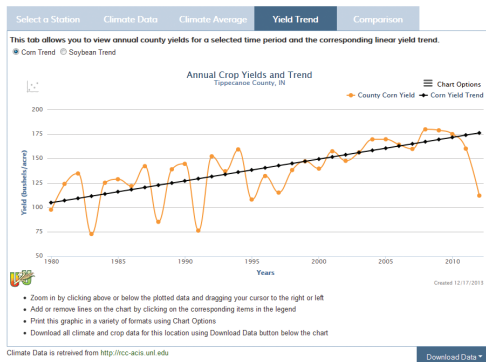 Select a Station Climate Data Climate Average Yield Trend Comparison
This tab allows you to view annual county yields for a selected time period and the corresponding linear yield trend.
Corn Trend Soybean Trend
Annual Crop Yields and Trend
Tippecanoe County, IN
Chart Options
County Corn Yield Corn Yield Trend
200
175
150
125
100
75
50
Yield (bushels/acre)
1980 1985 1990 1995 2000 2005 2010
Years
Created 12/17/2013
Zoom in by clicking above or below the plotted data and dragging your cursor to the right or left
Add or remove lines on the chart by clicking on the corresponding items in the legend
Print this graphic in a variety of formats using Chart Options
Download all climate and crop data for this location using Download Data button below the chart
Climate Data is retreived from http://rcc-acis.unl.edu
Download Data